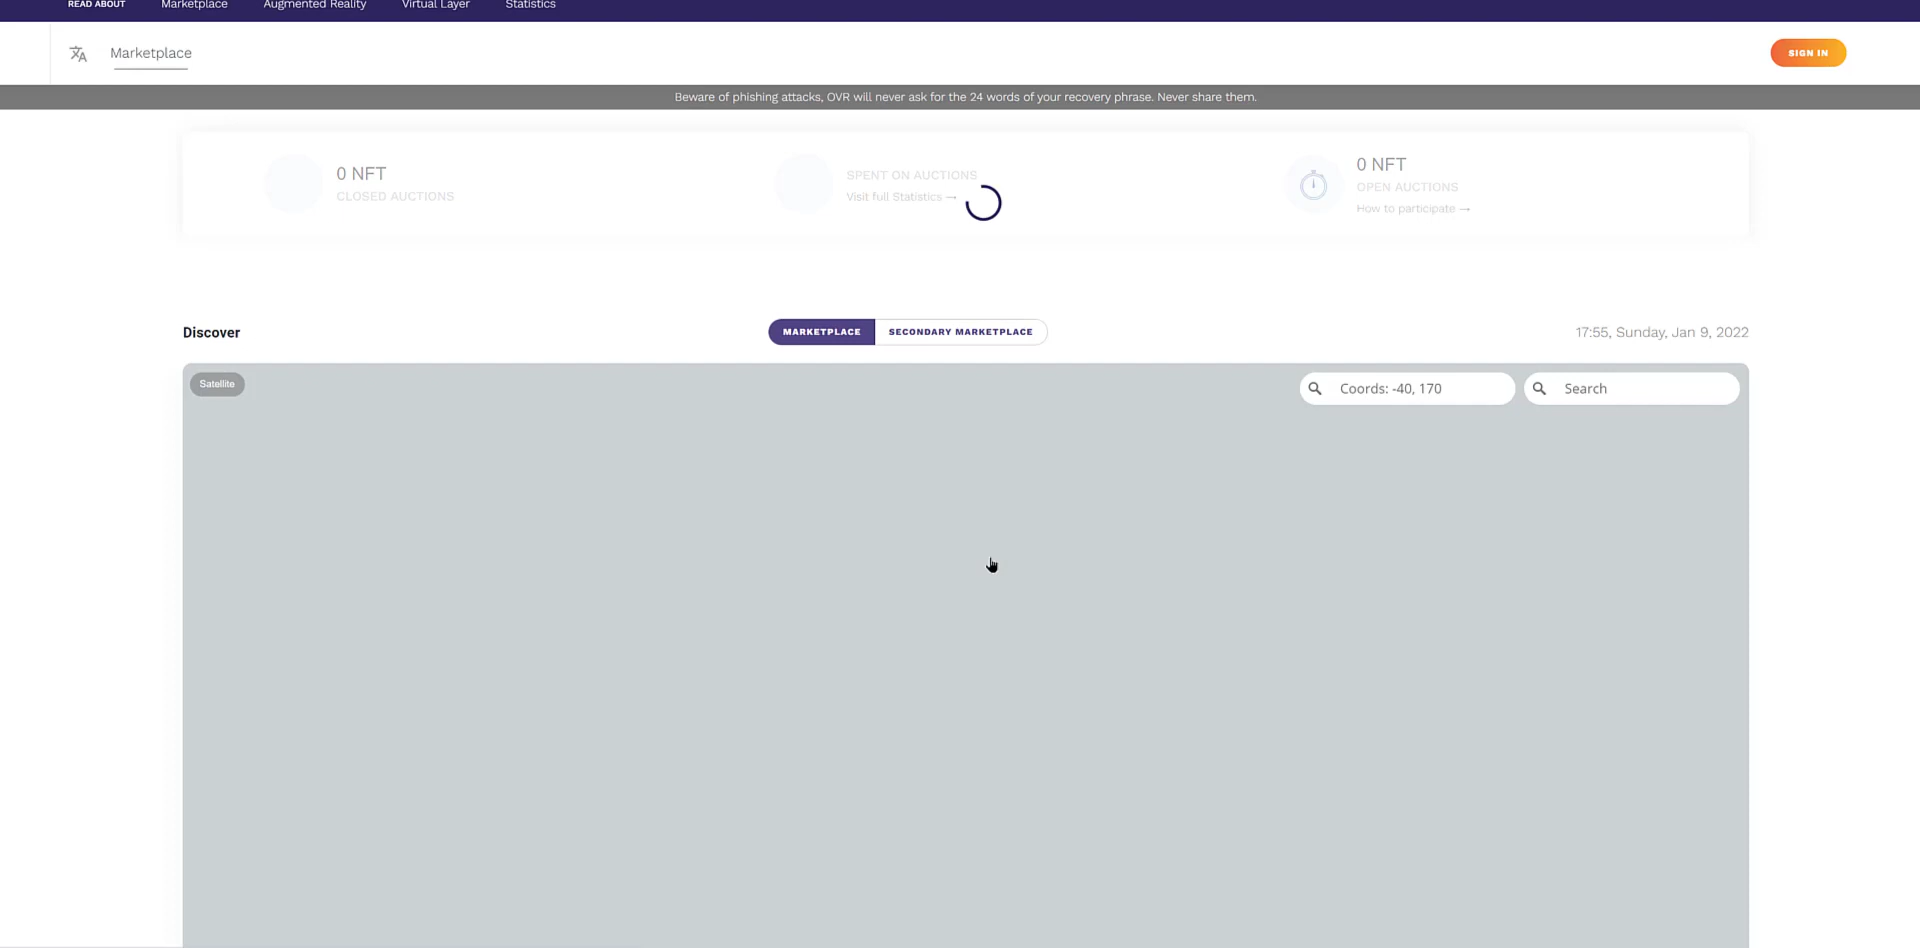 READ ABOUT Marketplace Augmented Reality Virtual Layer Statistics
Marketplace
SIGN IN
Beware of phishing attacks, OVR will never ask for the 24 words of your recovery phrase. Never share them.
0 NFT
CLOSED AUCTIONS
SPENT ON AUCTIONS
Visit full Statistics →
0 NFT
OPEN AUCTIONS
How to participate →
Discover
MARKETPLACE
SECONDARY MARKETPLACE
17:55, Sunday, Jan 9, 2022
Satellite
Coords: -40, 170
Search